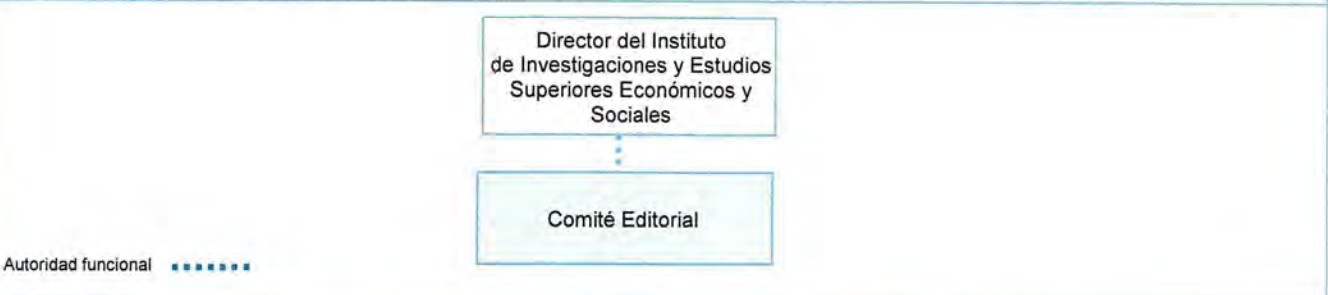 Director del Instituto
de Investigaciones y Estudios
Superiores Económicos y
Sociales
Comité Editorial
Autoridad funcional